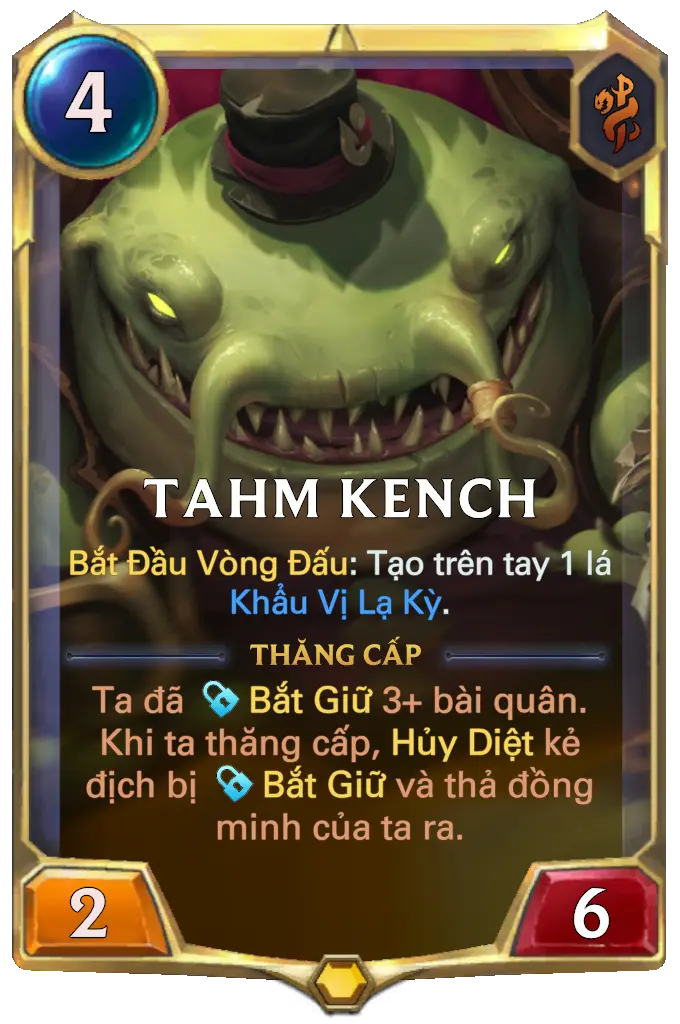 4
TAHM KENCH
Bắt Đầu Vòng Đấu: Tạo trên tay 1 lá
Khẩu Vị Lạ Kỳ.
THĂNG CẤP
Ta đã Bắt Giữ 3+ bài quân.
Khi ta thăng cấp, Hủy Diệt kẻ
địch bị Bắt Giữ và thả đồng
minh của ta ra.
2
6